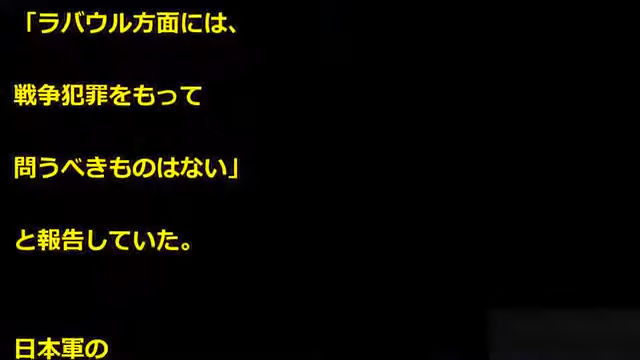 「ラバウル方面には、
戦争犯罪をもって
問うべきものはない」
と報告していた。
日本軍の